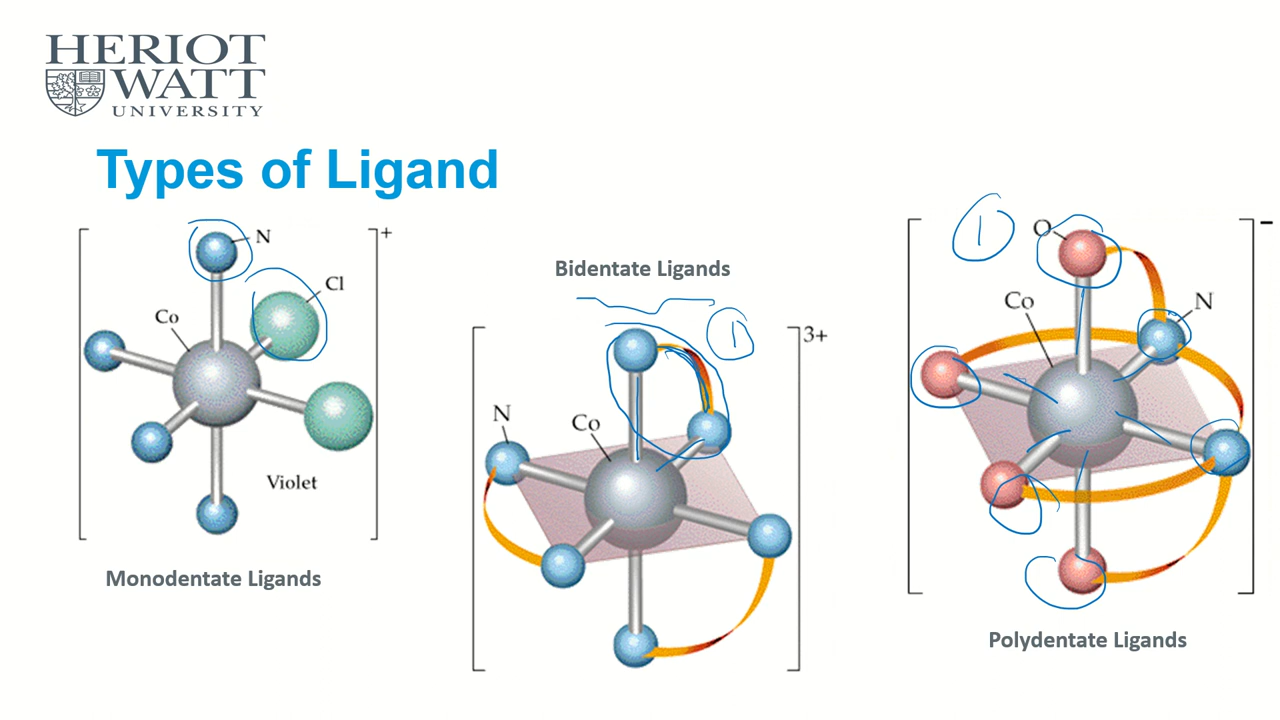 HERIOT
WATT
UNIVERSITY
Types of Ligand
+
N
Cl
Co
Violet
Monodentate Ligands
Bidentate Ligands
1
3+
N
Co
Polydentate Ligands
1
−
O
Co
N